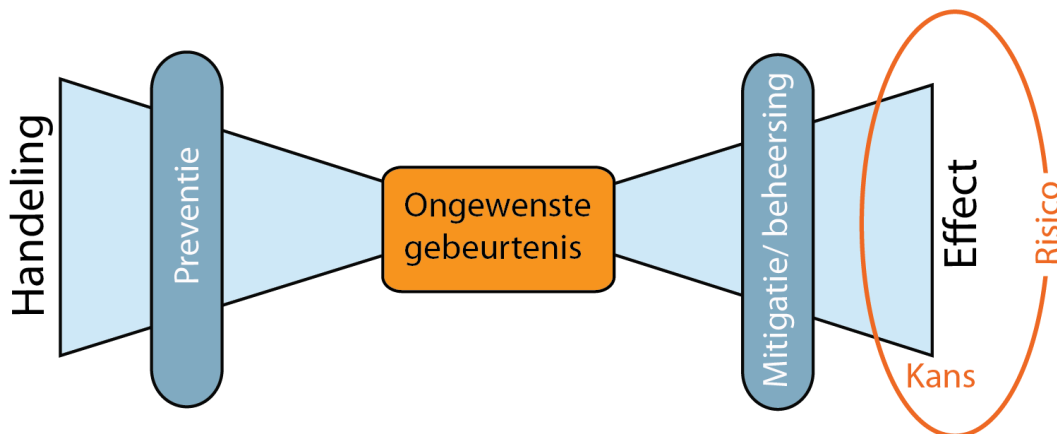 Handeling
Preventie
Ongewenste
gebeurtenis
Mitigatie/ beheersing
Kans
Effect
Risico